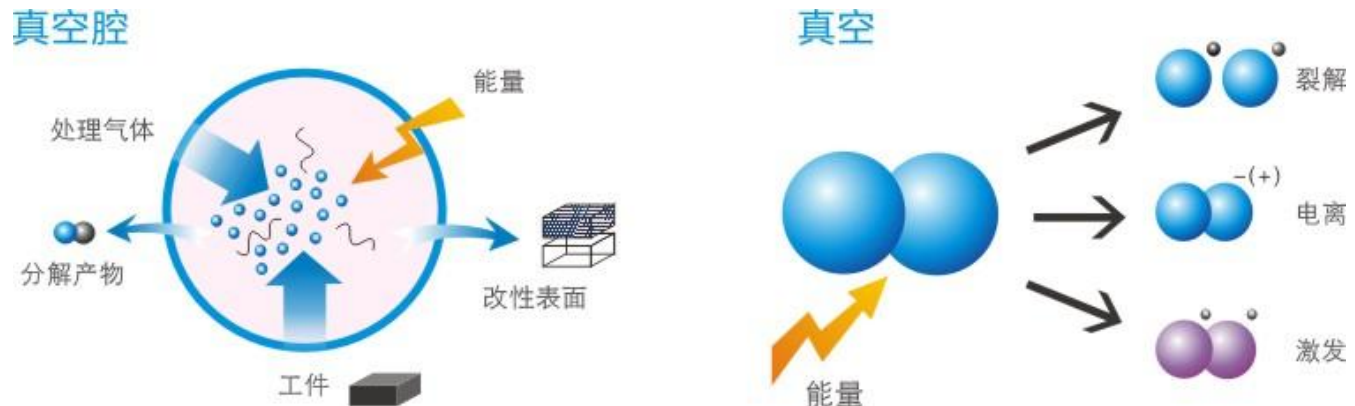 真空腔
能量
处理气体
分解产物
改性表面
工件
真空
裂解
-(+)
电离
激发
能量